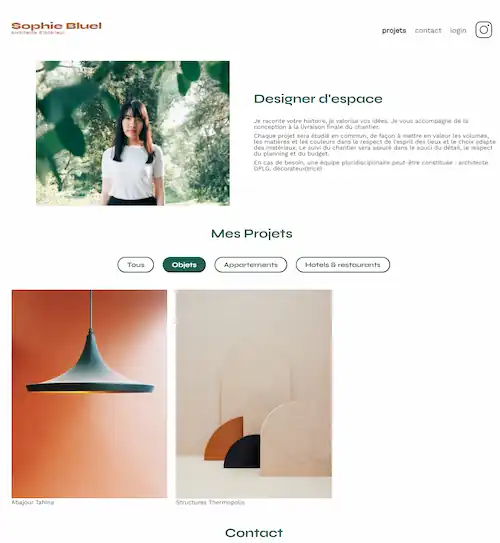 Sophie Bluel
Architecte d'intérieur
projets
contact
login
Designer d'espace
Je raconte votre histoire, je valorise vos idées. Je vous accompagne de la
conception à la livraison finale du chantier.
Chaque projet sera étudié en commun, de façon à mettre en valeur les volumes,
les matières et les couleurs dans le respect de l'esprit des lieux et le choix adapté
des matériaux. Le suivi du chantier sera assuré dans le souci du détail, le respect
du planning et du budget.
En cas de besoin, une équipe pluridisciplinaire peut-être constituée : architecte
DPLG, décorateur(trice)
Mes Projets
Tous
Objets
Appartements
Hotels & restaurants
Abajour Tahina
Structures Thermopolis
Contact